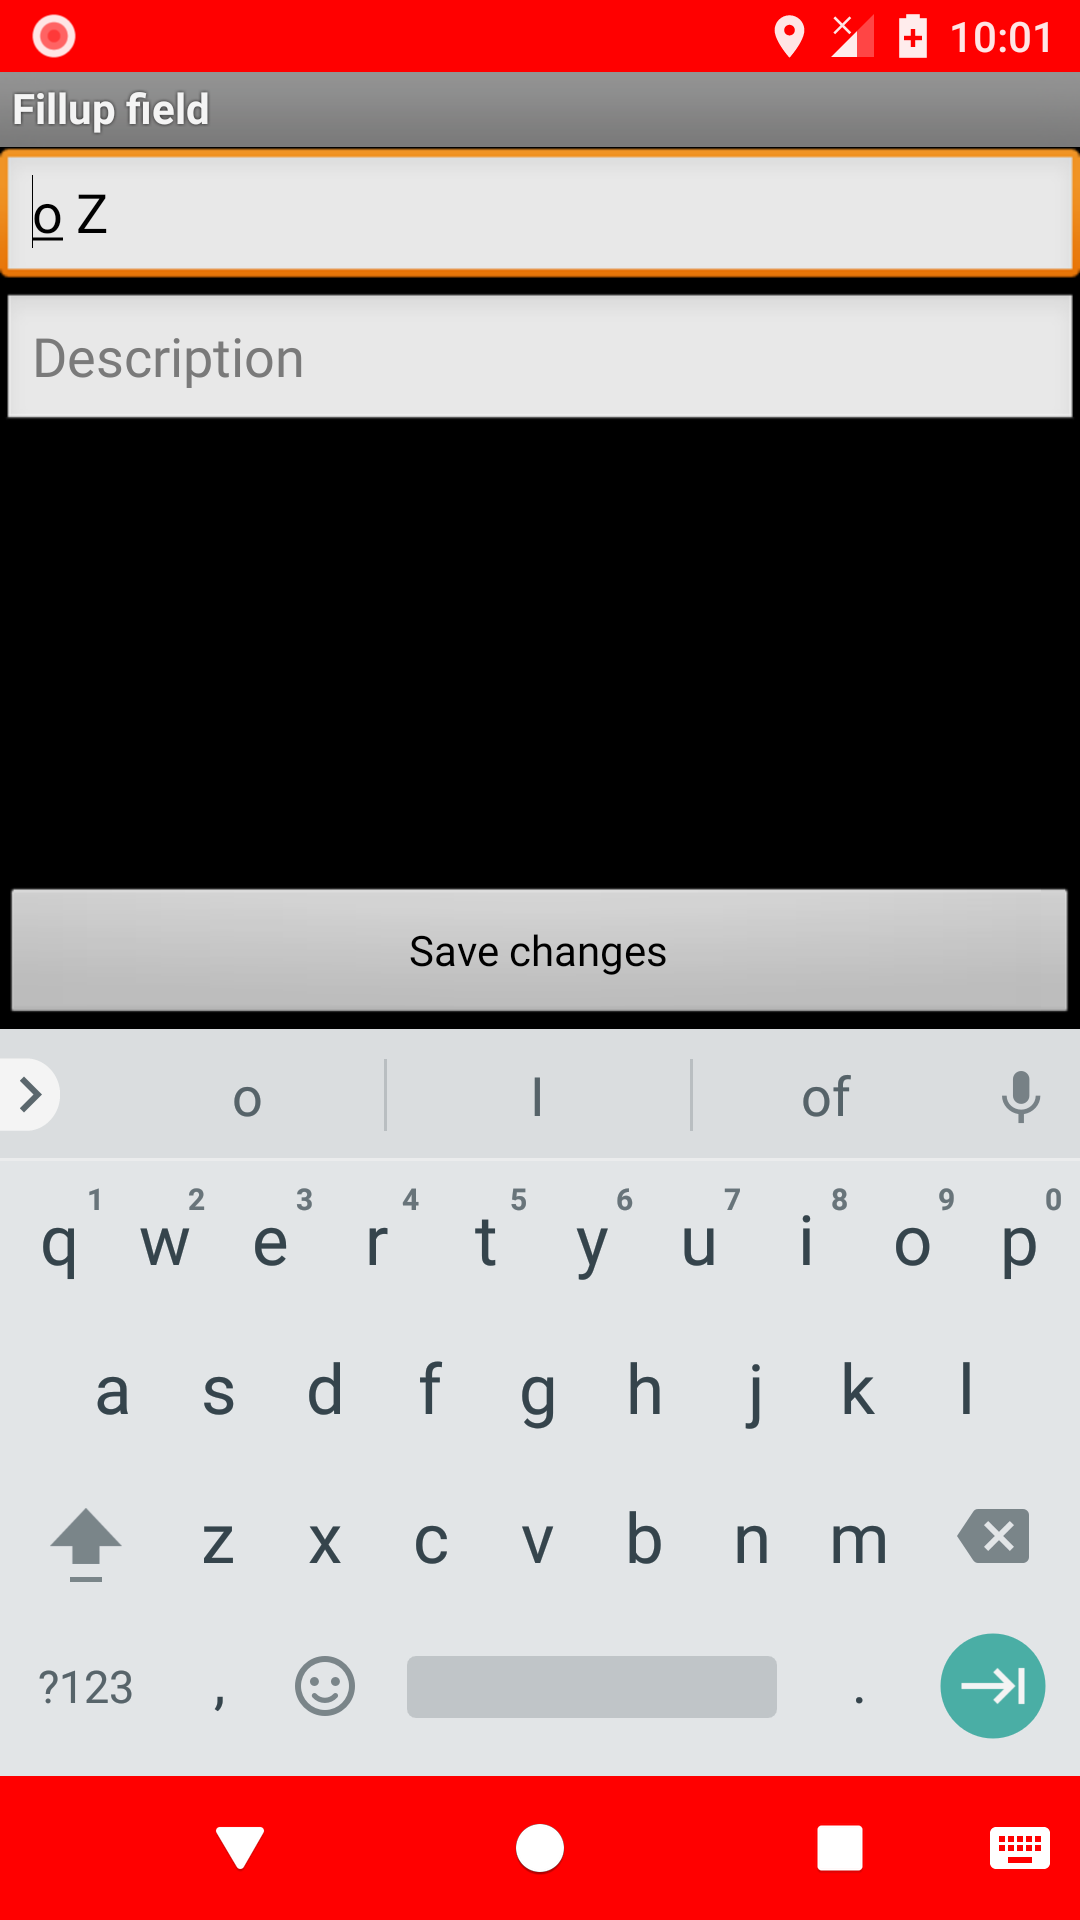 10:01
Fillup field
o Z
Description
Save changes
o I of
1 2 3 4 5 6 7 8 9 0
q w e r t y u i o p
a s d f g h j k l
z x c v b n m
?123 , .